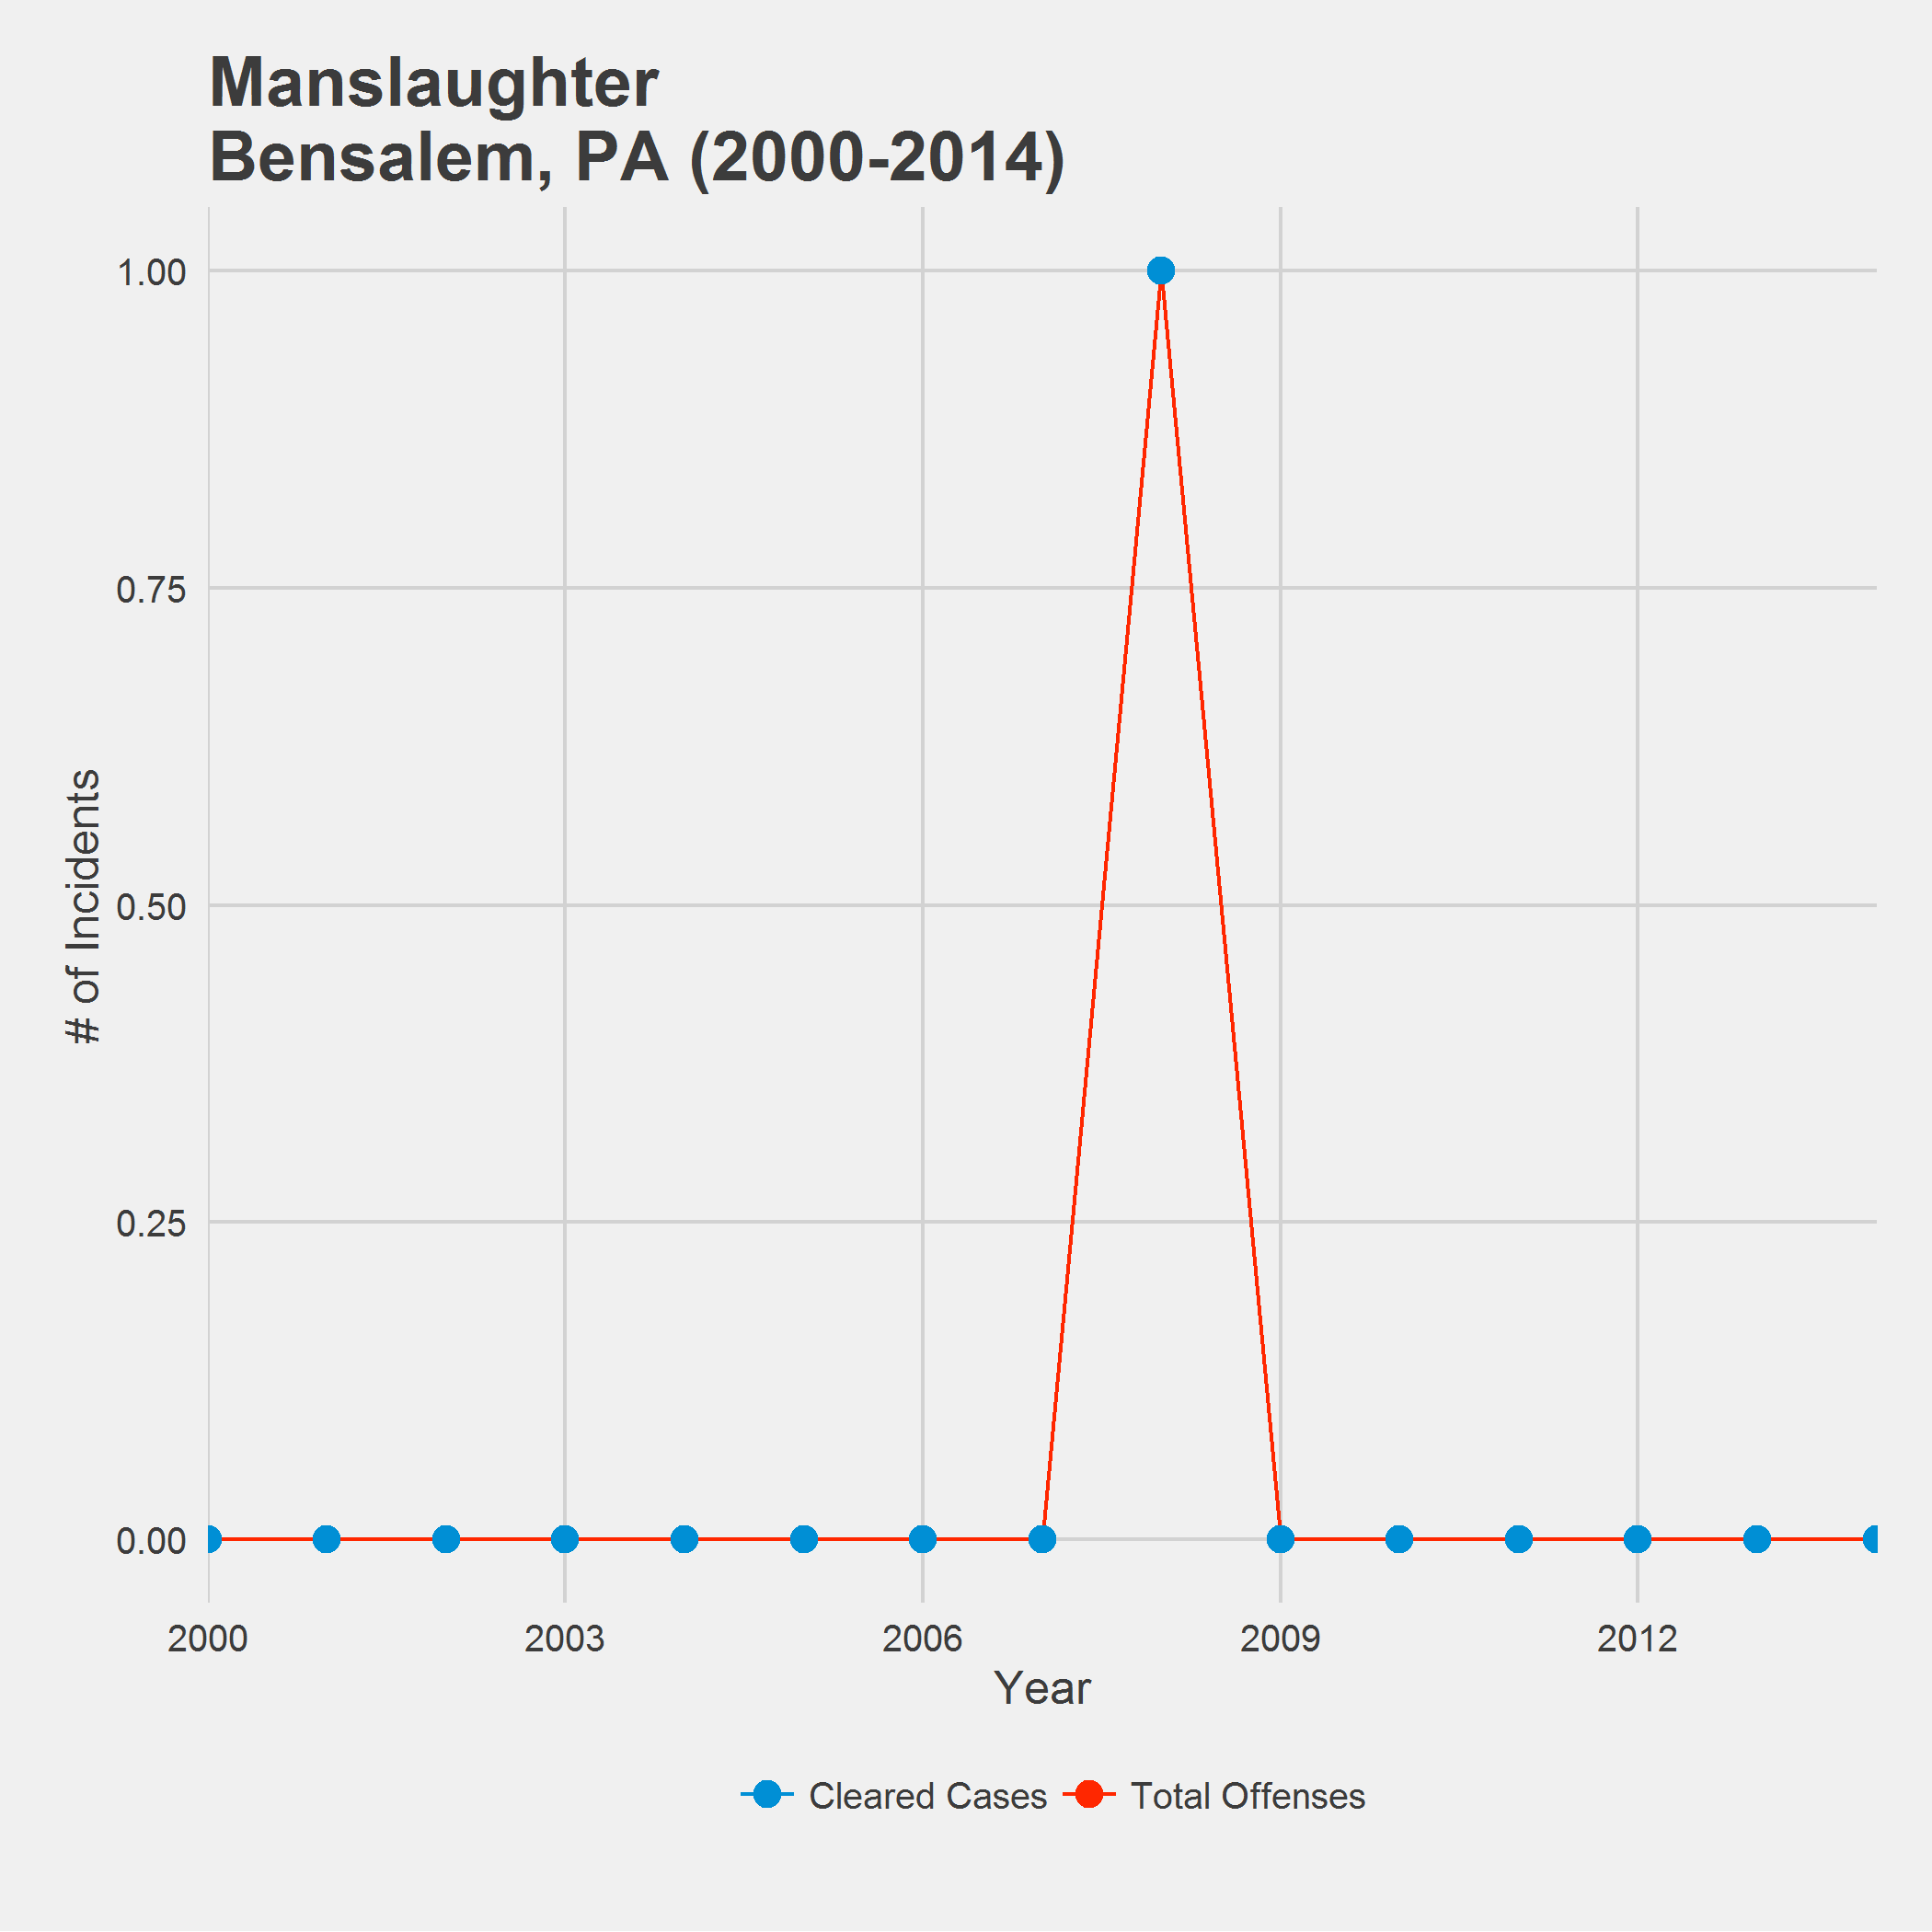 Manslaughter
Bensalem, PA (2000-2014)
1.00
0.75
0.50
0.25
0.00
# of Incidents
2000 2003 2006 2009 2012
Year
Cleared Cases Total Offenses